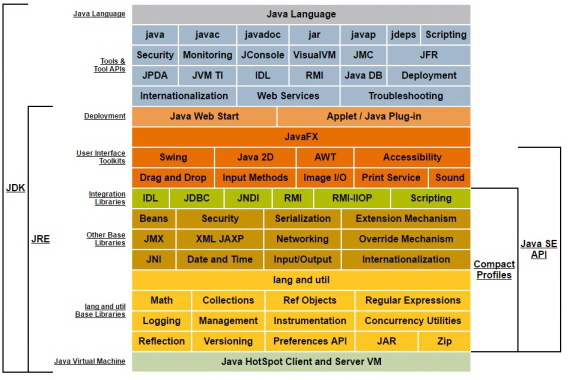 Java Language Java Language
java javac javadoc jar javap jdeps Scripting
Tools &
Tool APIs
Security Monitoring JConsole VisualVM JMC JFR
JPDA JVM TI IDL RMI Java DB Deployment
Internationalization Web Services Troubleshooting
Deployment Java Web Start Applet / Java Plug-in
JavaFX
User Interface
Toolkits
Swing Java 2D AWT Accessibility
Drag and Drop Input Methods Image I/O Print Service Sound
Integration
Libraries
IDL JDBC JNDI RMI RMI-IIOP Scripting
JDK
JRE
Other Base
Libraries
Beans Security Serialization Extension Mechanism
JMX XML JAXP Networking Override Mechanism
JNI Date and Time Input/Output Internationalization
Java SE
API
Compact
Profiles
lang and util
lang and util
Base Libraries
Math Collections Ref Objects Regular Expressions
Logging Management Instrumentation Concurrency Utilities
Reflection Versioning Preferences API JAR Zip
Java Virtual Machine Java HotSpot Client and Server VM